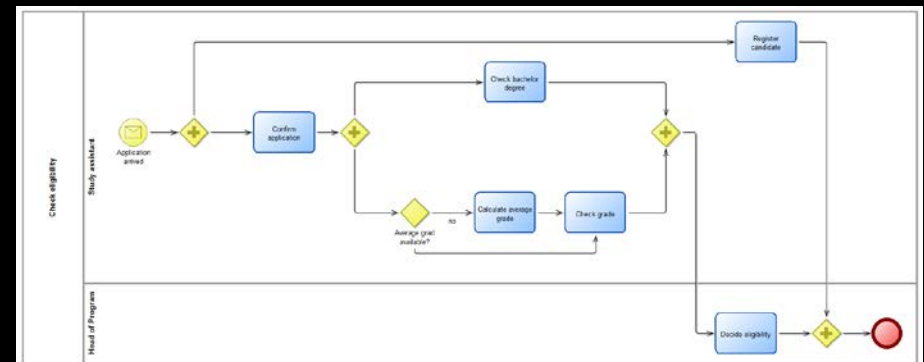 Check eligibility
Study assistant
Head of Program
Application
arrived
Confirm
application
Register
candidate
Check bachelor
degree
Average grad
available?
no
Calculate average
grade
Check grade
Decide eligibility